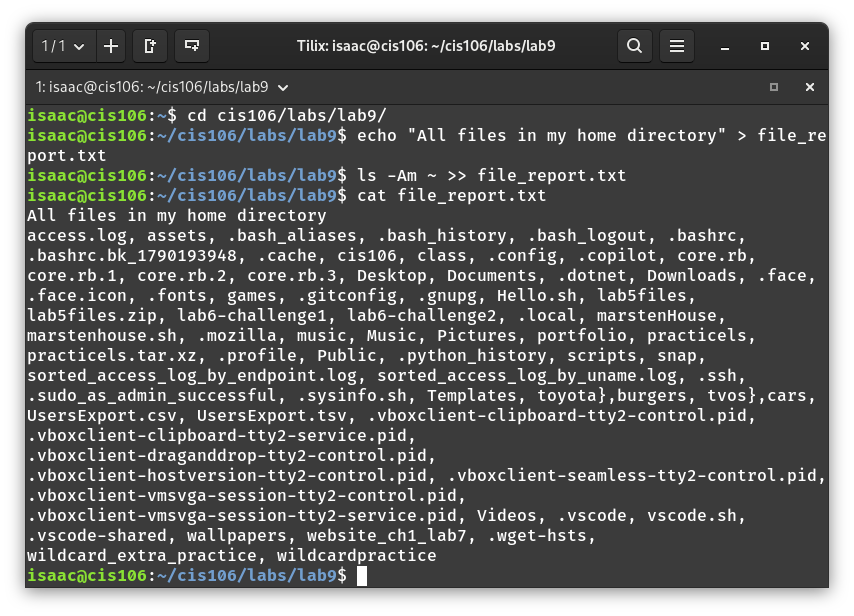 1 / 1
Tilix: isaac@cis106: ~/cis106/labs/lab9
1: isaac@cis106: ~/cis106/labs/lab9
isaac@cis106:~$ cd cis106/labs/lab9/
isaac@cis106:~/cis106/labs/lab9$ echo "All files in my home directory" > file_re
port.txt
isaac@cis106:~/cis106/labs/lab9$ ls -Am ~ >> file_report.txt
isaac@cis106:~/cis106/labs/lab9$ cat file_report.txt
All files in my home directory
access.log, assets, .bash_aliases, .bash_history, .bash_logout, .bashrc,
.bashrc.bk_1790193948, .cache, cis106, class, .config, .copilot, core.rb,
core.rb.1, core.rb.2, core.rb.3, Desktop, Documents, .dotnet, Downloads, .face,
.face.icon, .fonts, games, .gitconfig, .gnupg, Hello.sh, lab5files,
lab5files.zip, lab6-challenge1, lab6-challenge2, .local, marstenHouse,
marstenhouse.sh, .mozilla, music, Music, Pictures, portfolio, practicels,
practicels.tar.xz, .profile, Public, .python_history, scripts, snap,
sorted_access_log_by_endpoint.log, sorted_access_log_by_uname.log, .ssh,
.sudo_as_admin_successful, .sysinfo.sh, Templates, toyota},burgers, tvos},cars,
UsersExport.csv, UsersExport.tsv, .vboxclient-clipboard-tty2-control.pid,
.vboxclient-clipboard-tty2-service.pid,
.vboxclient-draganddrop-tty2-control.pid,
.vboxclient-hostversion-tty2-control.pid, .vboxclient-seamless-tty2-control.pid,
.vboxclient-vmsvga-session-tty2-control.pid,
.vboxclient-vmsvga-session-tty2-service.pid, Videos, .vscode, vscode.sh,
.vscode-shared, wallpapers, website_ch1_lab7, .wget-hsts,
wildcard_extra_practice, wildcardpractice
isaac@cis106:~/cis106/labs/lab9$